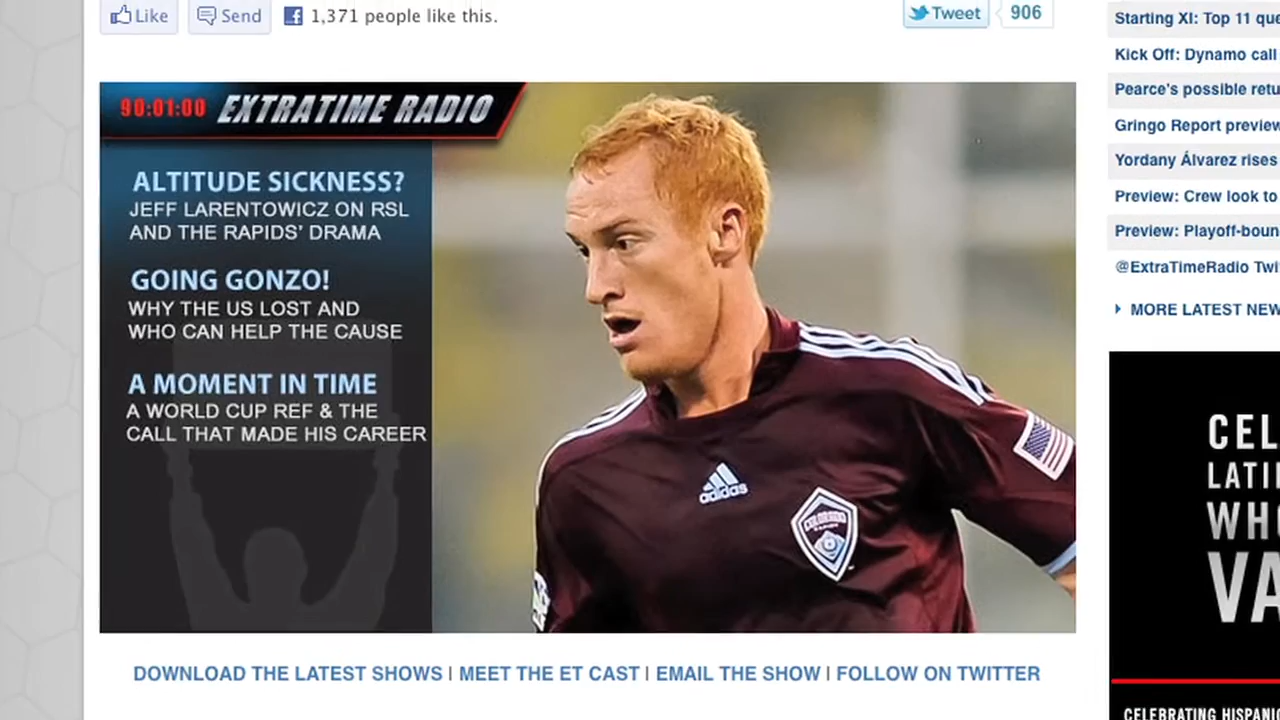 Like
Send
1,371 people like this.
Tweet
906
90:01:00 EXTRATIME RADIO
ALTITUDE SICKNESS?
JEFF LARENTOWICZ ON RSL
AND THE RAPIDS' DRAMA
GOING GONZO!
WHY THE US LOST AND
WHO CAN HELP THE CAUSE
A MOMENT IN TIME
A WORLD CUP REF & THE
CALL THAT MADE HIS CAREER
adidas
COLORADO
RAPIDS
DOWNLOAD THE LATEST SHOWS | MEET THE ET CAST | EMAIL THE SHOW | FOLLOW ON TWITTER
Starting XI: Top 11 que
Kick Off: Dynamo call
Pearce's possible retu
Gringo Report preview
Yordany Álvarez rises
Preview: Crew look to
Preview: Playoff-boun
@ExtraTimeRadio Twi
MORE LATEST NEW
CEL
LATI
WHO
VA
CELEBRATING HISPANI